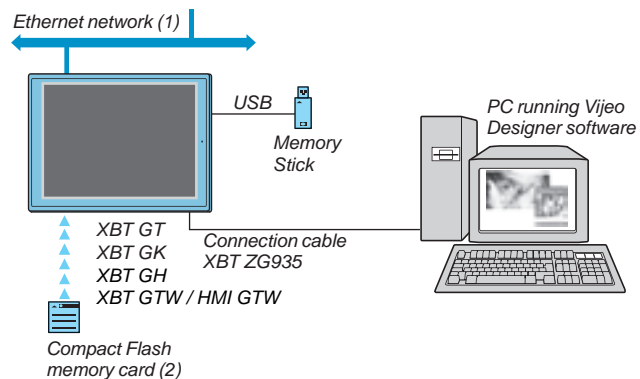 Ethernet network (1)
USB
Memory
Stick
PC running Vijeo
Designer software
XBT GT
XBT GK
XBT GH
XBT GTW / HMI GTW
Connection cable
XBT ZG935
Compact Flash
memory card (2)